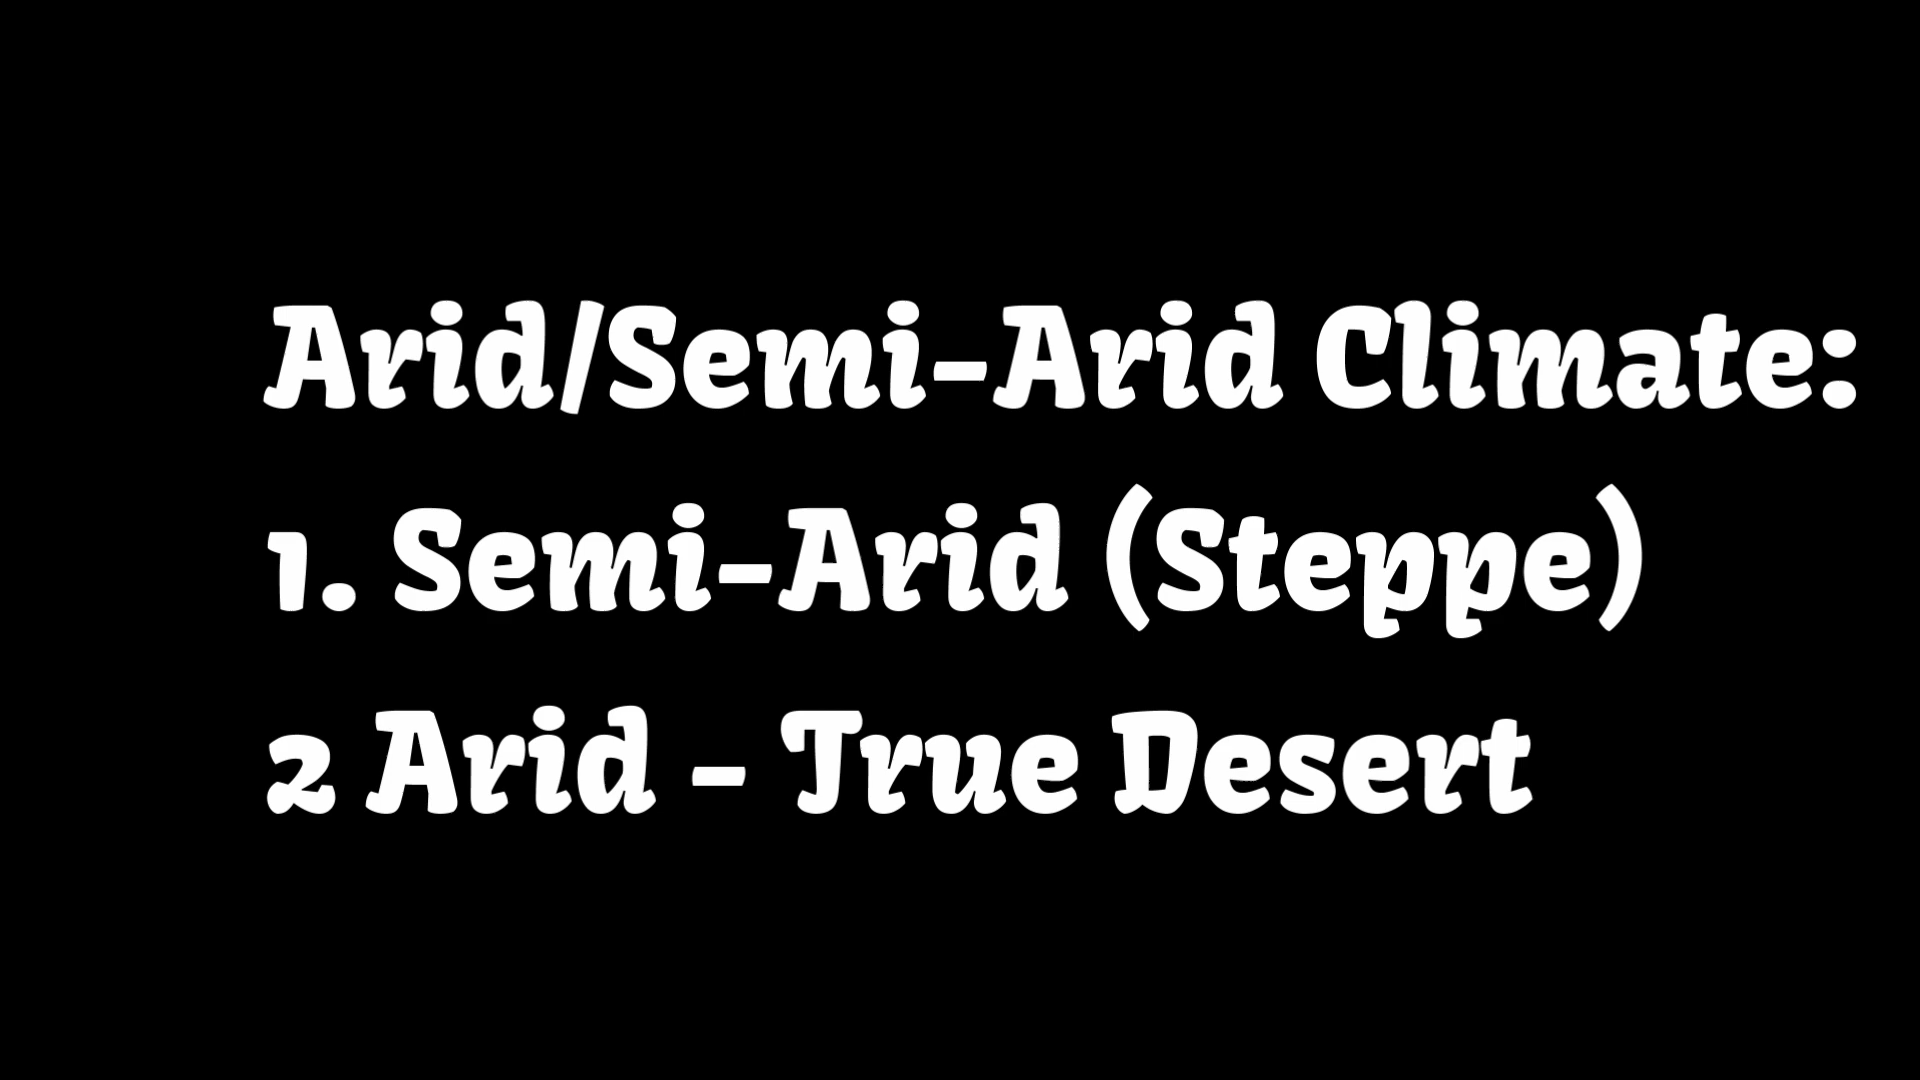 Arid/Semi-Arid Climate:
1. Semi-Arid (Steppe)
2 Arid - True Desert